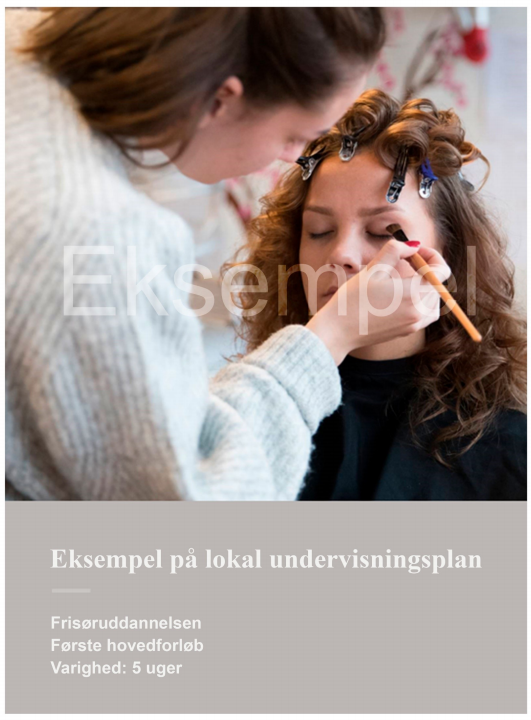 Eksempel
Eksempel på lokal undervisningsplan
Frisøruddannelsen
Første hovedforløb
Varighed: 5 uger